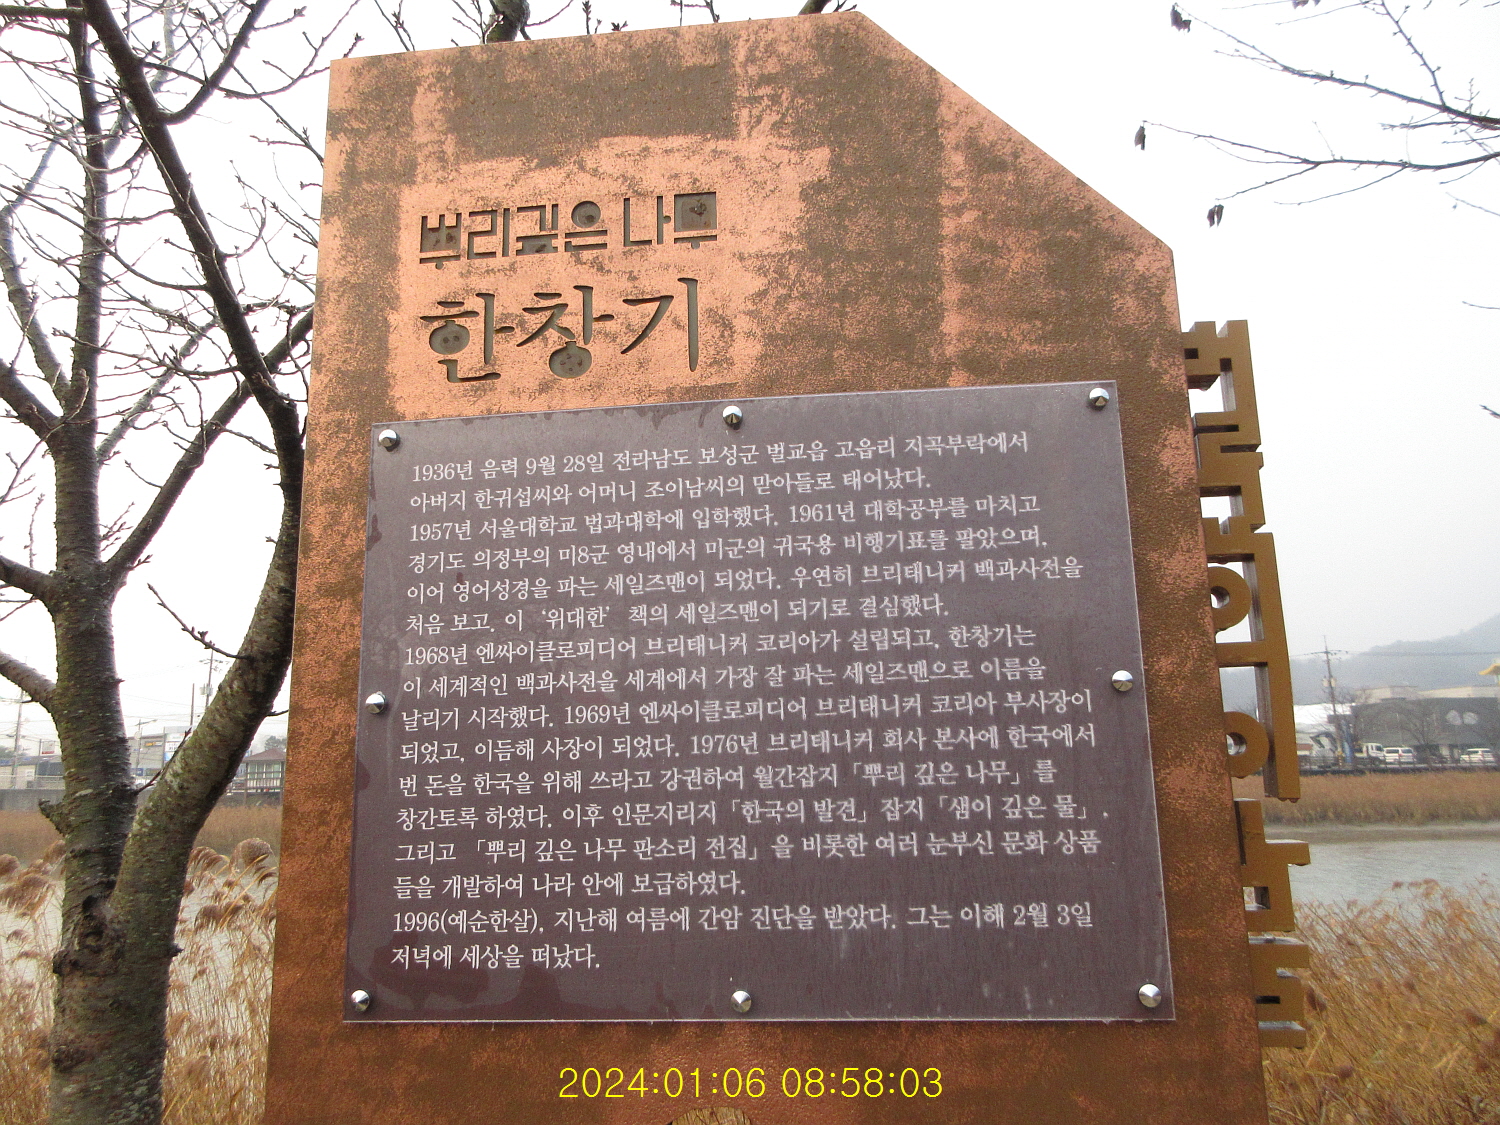 뿌리깊은 나무
한창기
1936년 음력 9월 28일 전라남도 보성군 벌교읍 고읍리 지곡부락에서
아버지 한귀섭씨와 어머니 조이남씨의 맏아들로 태어났다.
1957년 서울대학교 법과대학에 입학했다. 1961년 대학공부를 마치고
경기도 의정부의 미8군 영내에서 미군의 귀국용 비행기표를 팔았으며,
이어 영어성경을 파는 세일즈맨이 되었다. 우연히 브리태니커 백과사전을
처음 보고, 이 ‘위대한’ 책의 세일즈맨이 되기로 결심했다.
1968년 엔싸이클로피디어 브리태니커 코리아가 설립되고, 한창기는
이 세계적인 백과사전을 세계에서 가장 잘 파는 세일즈맨으로 이름을
날리기 시작했다. 1969년 엔싸이클로피디어 브리태니커 코리아 부사장이
되었고, 이듬해 사장이 되었다. 1976년 브리태니커 회사 본사에 한국에서
번 돈을 한국을 위해 쓰라고 강권하여 월간잡지 「뿌리 깊은 나무」를
창간토록 하였다. 이후 인문지리지 「한국의 발견」 잡지 「샘이 깊은 물」,
그리고 「뿌리 깊은 나무 판소리 전집」을 비롯한 여러 눈부신 문화 상품
들을 개발하여 나라 안에 보급하였다.
1996(예순한살), 지난해 여름에 간암 진단을 받았다. 그는 이해 2월 3일
저녁에 세상을 떠났다.
2024:01:06 08:58:03